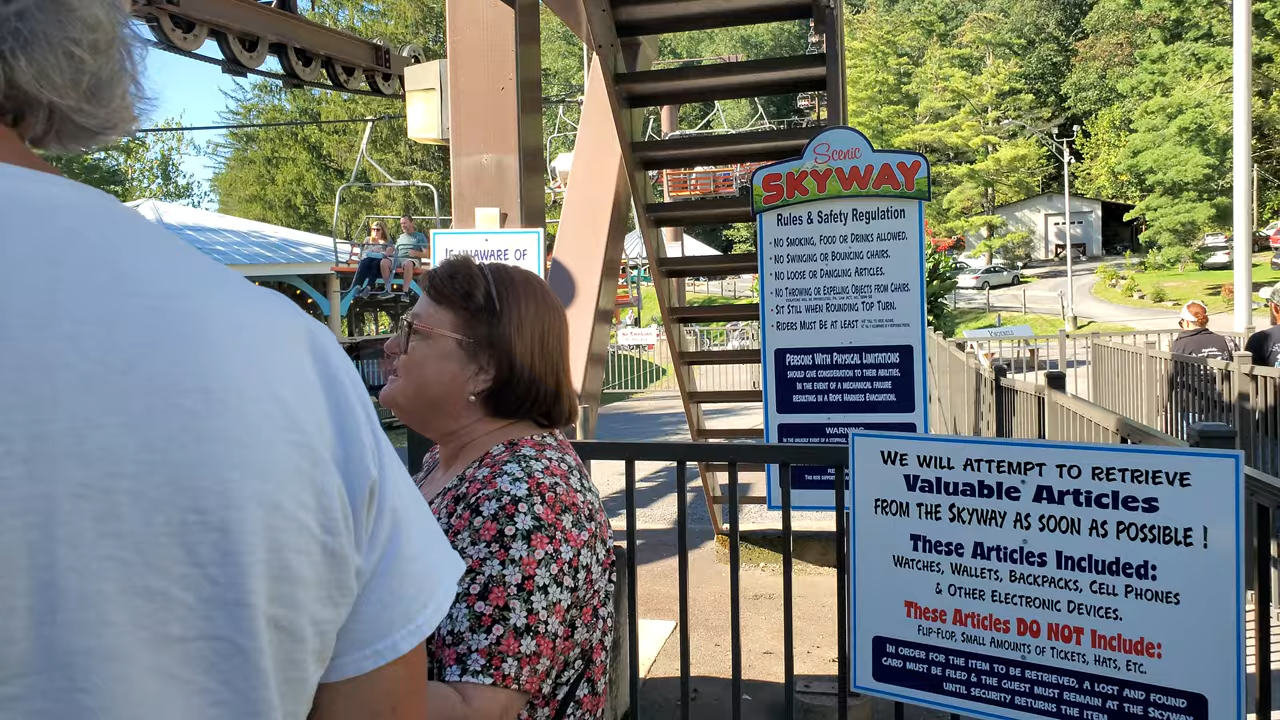 IF UNAWARE OF
Scenic
SKYWAY
Rules & Safety Regulation
- No Smoking, Food or Drinks allowed.
- No Swinging or Bouncing chairs.
- No Loose or Dangling Articles.
- No Throwing or Expelling Objects from Chairs.
- Sit Still when Rounding Top Turn.
- Riders Must be at least
Persons With Physical Limitations
should give consideration to their abilities,
in the event of a mechanical failure
resulting in a Rope Harness Evacuation.
WARNING
Knoebels
We will attempt to retrieve
Valuable Articles
from the Skyway as soon as possible !
These Articles Included:
Watches, Wallets, Backpacks, Cell Phones
& Other Electronic Devices.
These Articles DO NOT Include:
Flip-Flop, Small Amounts of Tickets, Hats, Etc.
In order for the item to be retrieved, a Lost and Found
card must be filed & the guest must remain at the Skyway
until security returns the item